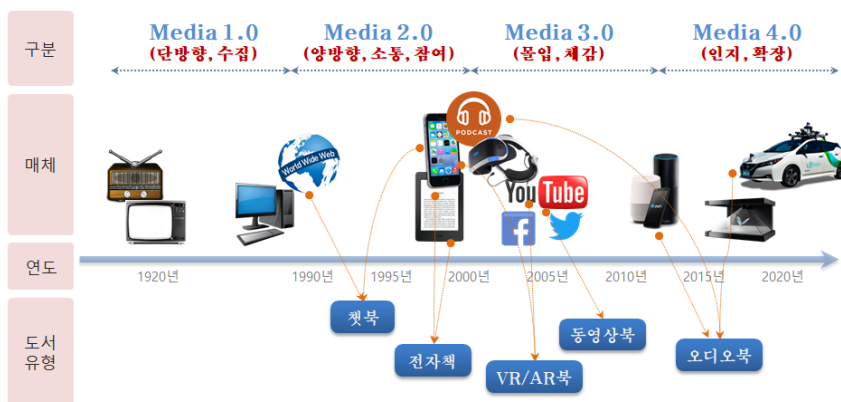 구분
Media 1.0
(단방향, 수집)
Media 2.0
(양방향, 소통, 참여)
Media 3.0
(몰입, 체감)
Media 4.0
(인지, 확장)
매체
World Wide Web
PODCAST
YouTube
연도
1920년
1990년
1995년
2000년
2005년
2010년
2015년
2020년
도서
유형
챗북
전자책
VR/AR북
동영상북
오디오북